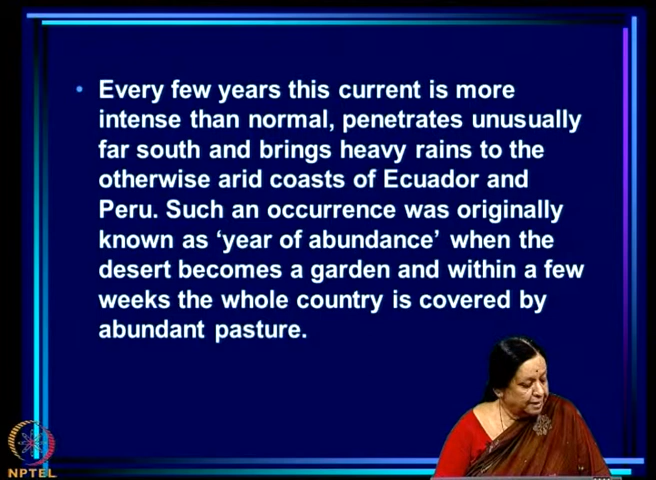 • Every few years this current is more
intense than normal, penetrates unusually
far south and brings heavy rains to the
otherwise arid coasts of Ecuador and
Peru. Such an occurrence was originally
known as ‘year of abundance’ when the
desert becomes a garden and within a few
weeks the whole country is covered by
abundant pasture.
NPTEL